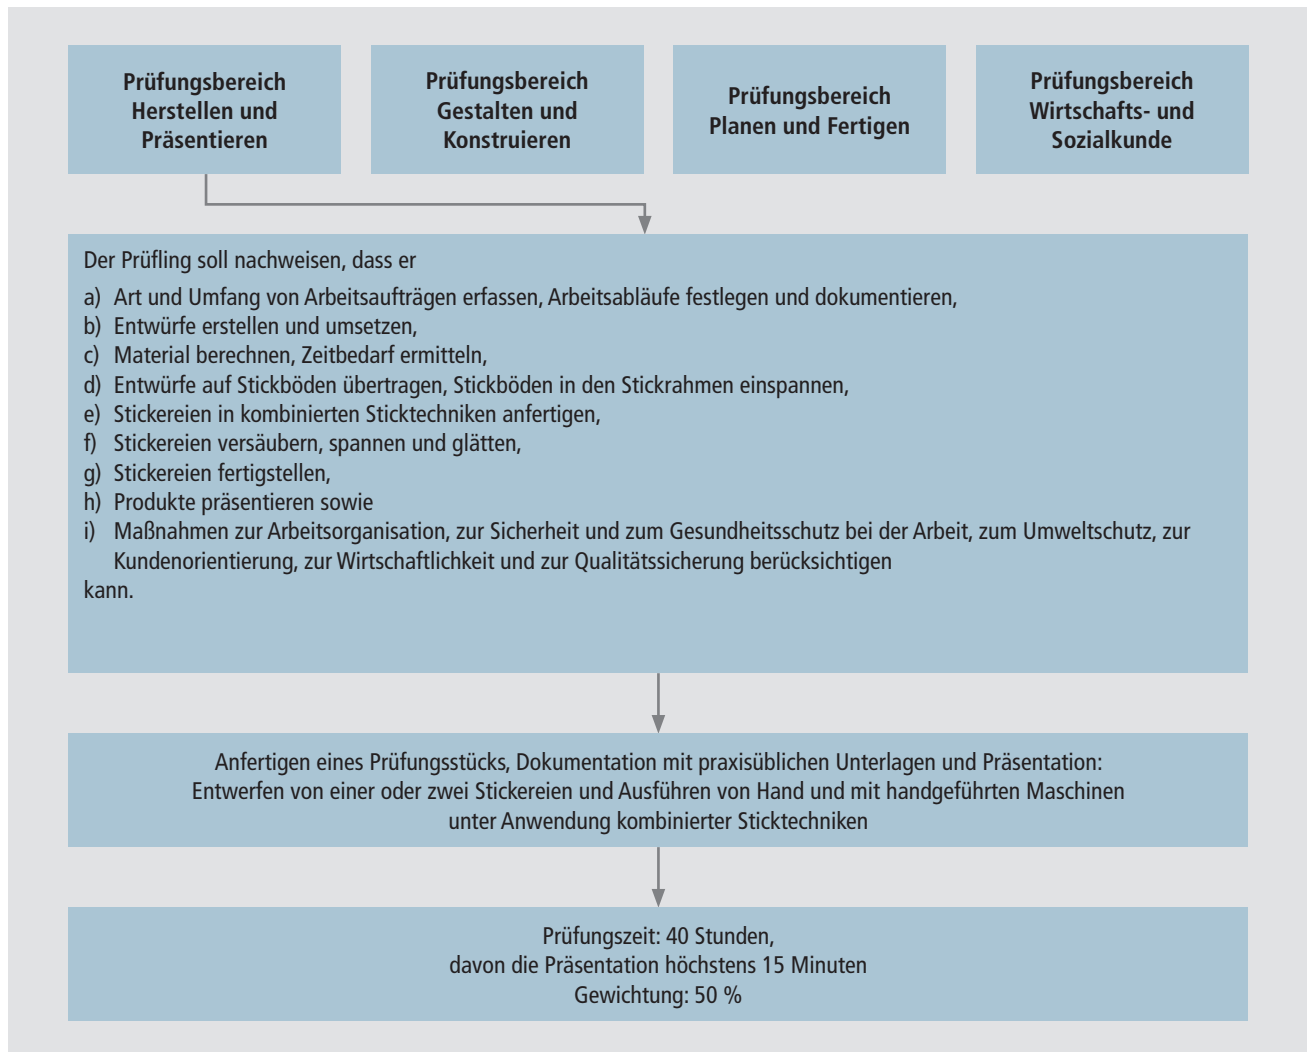 Prüfungsbereich
Herstellen und
Präsentieren
Prüfungsbereich
Gestalten und
Konstruieren
Prüfungsbereich
Planen und Fertigen
Prüfungsbereich
Wirtschafts- und
Sozialkunde
Der Prüfling soll nachweisen, dass er
a) Art und Umfang von Arbeitsaufträgen erfassen, Arbeitsabläufe festlegen und dokumentieren,
b) Entwürfe erstellen und umsetzen,
c) Material berechnen, Zeitbedarf ermitteln,
d) Entwürfe auf Stickböden übertragen, Stickböden in den Stickrahmen einspannen,
e) Stickereien in kombinierten Sticktechniken anfertigen,
f) Stickereien versäubern, spannen und glätten,
g) Stickereien fertigstellen,
h) Produkte präsentieren sowie
i) Maßnahmen zur Arbeitsorganisation, zur Sicherheit und zum Gesundheitsschutz bei der Arbeit, zum Umweltschutz, zur
Kundenorientierung, zur Wirtschaftlichkeit und zur Qualitätssicherung berücksichtigen
kann.
Anfertigen eines Prüfungsstücks, Dokumentation mit praxisüblichen Unterlagen und Präsentation:
Entwerfen von einer oder zwei Stickereien und Ausführen von Hand und mit handgeführten Maschinen
unter Anwendung kombinierter Sticktechniken
Prüfungszeit: 40 Stunden,
davon die Präsentation höchstens 15 Minuten
Gewichtung: 50 %